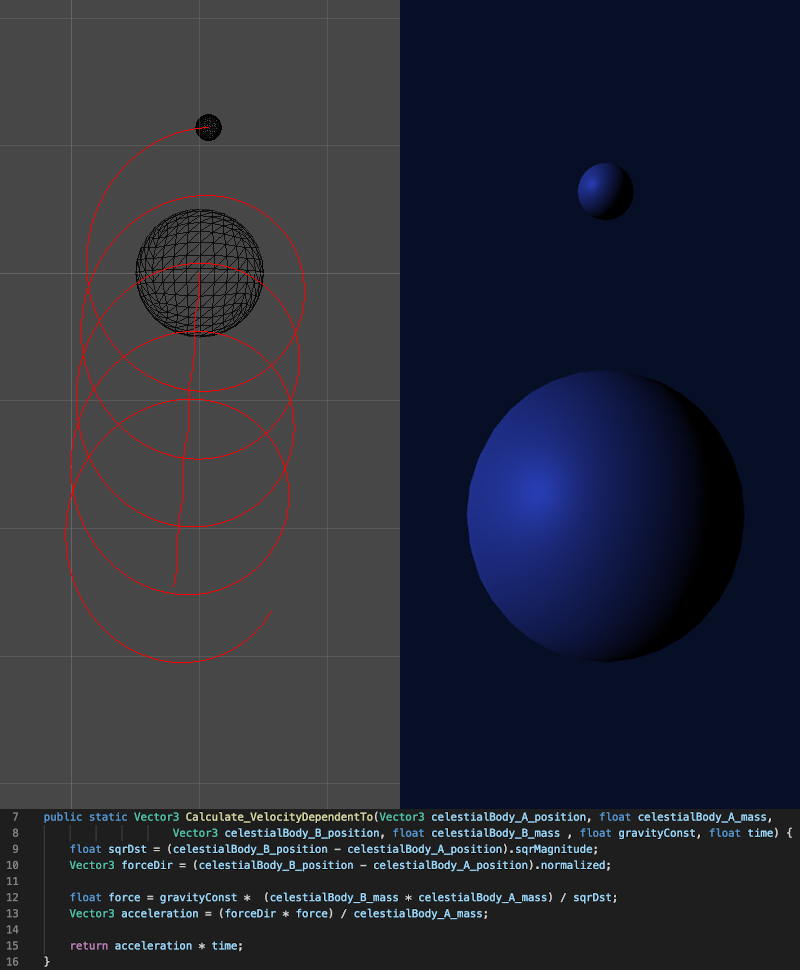 7 public static Vector3 Calculate_VelocityDependentTo(Vector3 celestialBody_A_position, float celestialBody_A_mass,
8 Vector3 celestialBody_B_position, float celestialBody_B_mass , float gravityConst, float time) {
9 float sqrDst = (celestialBody_B_position - celestialBody_A_position).sqrMagnitude;
10 Vector3 forceDir = (celestialBody_B_position - celestialBody_A_position).normalized;
11
12 float force = gravityConst *  (celestialBody_B_mass * celestialBody_A_mass) / sqrDst;
13 Vector3 acceleration = (forceDir * force) / celestialBody_A_mass;
14
15 return acceleration * time;
16 }